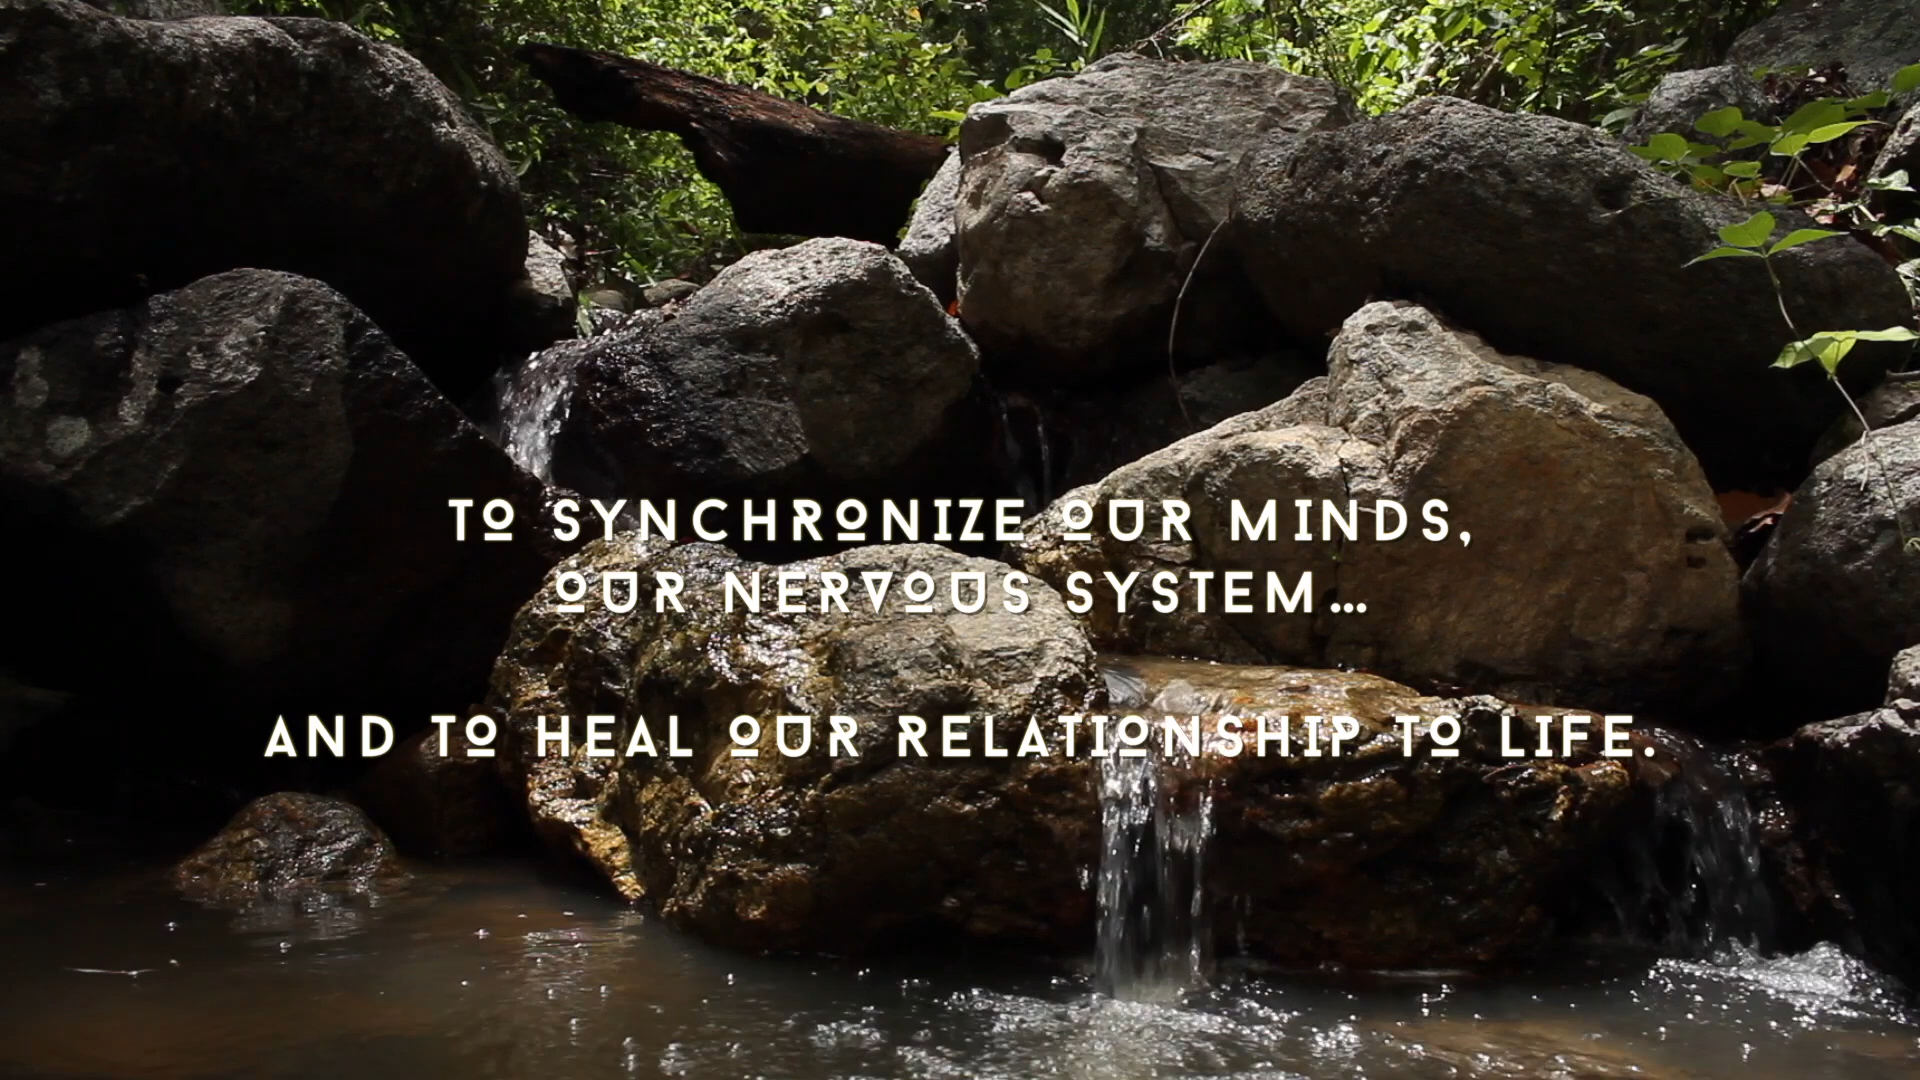 TO SYNCHRONIZE OUR MINDS,
OUR NERVOUS SYSTEM...
AND TO HEAL OUR RELATIONSHIP TO LIFE.